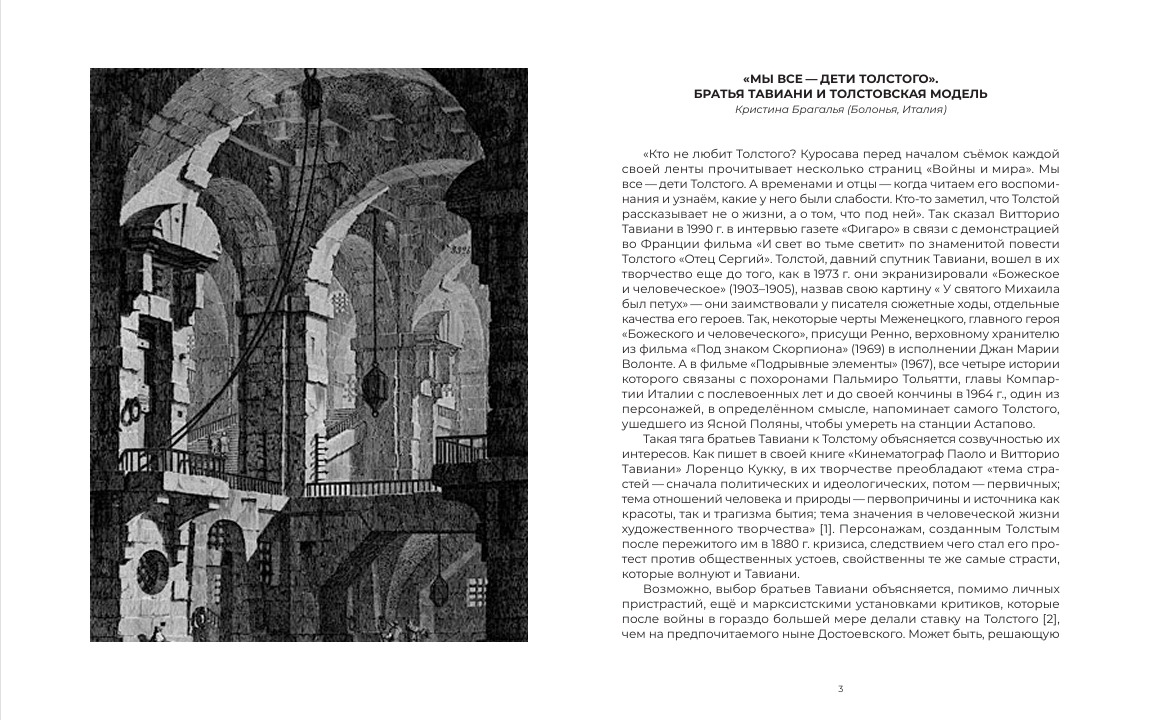 «МЫ ВСЕ — ДЕТИ ТОЛСТОГО».
БРАТЬЯ ТАВИАНИ И ТОЛСТОВСКАЯ МОДЕЛЬ
Кристина Брагалья (Болонья, Италия)
«Кто не любит Толстого? Куросава перед началом съёмок каждой
своей ленты прочитывает несколько страниц «Войны и мира». Мы
все — дети Толстого. А временами и отцы — когда читаем его воспоми-
нания и узнаём, какие у него были слабости. Кто-то заметил, что Толстой
рассказывает не о жизни, а о том, что под ней». Так сказал Витторио
Тавиани в 1990 г. в интервью газете «Фигаро» в связи с демонстрацией
во Франции фильма «И свет во тьме светит» по знаменитой повести
Толстого «Отец Сергий». Толстой, давний спутник Тавиани, вошел в их
творчество еще до того, как в 1973 г. они экранизировали «Божеское
и человеческое» (1903–1905), назвав свою картину « У святого Михаила
был петух» — они заимствовали у писателя сюжетные ходы, отдельные
качества его героев. Так, некоторые черты Меженецкого, главного героя
«Божеского и человеческого», присущи Ренно, верховному хранителю
из фильма «Под знаком Скорпиона» (1969) в исполнении Джан Марии
Волонте. А в фильме «Подрывные элементы» (1967), все четыре истории
которого связаны с похоронами Пальмиро Тольятти, главы Компар-
тии Италии с послевоенных лет и до своей кончины в 1964 г., один из
персонажей, в определённом смысле, напоминает самого Толстого,
ушедшего из Ясной Поляны, чтобы умереть на станции Астапово.
Такая тяга братьев Тавиани к Толстому объясняется созвучностью их
интересов. Как пишет в своей книге «Кинематограф Паоло и Витторио
Тавиани» Лоренцо Кукку, в их творчестве преобладают «тема стра-
стей — сначала политических и идеологических, потом — первичных;
тема отношений человека и природы — первопричины и источника как
красоты, так и трагизма бытия; тема значения в человеческой жизни
художественного творчества» [1]. Персонажам, созданным Толстым
после пережитого им в 1880 г. кризиса, следствием чего стал его про-
тест против общественных устоев, свойственны те же самые страсти,
которые волнуют и Тавиани.
Возможно, выбор братьев Тавиани объясняется, помимо личных
пристрастий, ещё и марксистскими установками критиков, которые
после войны в гораздо большей мере делали ставку на Толстого [2],
чем на предпочитаемого ныне Достоевского. Может быть, решающую
3